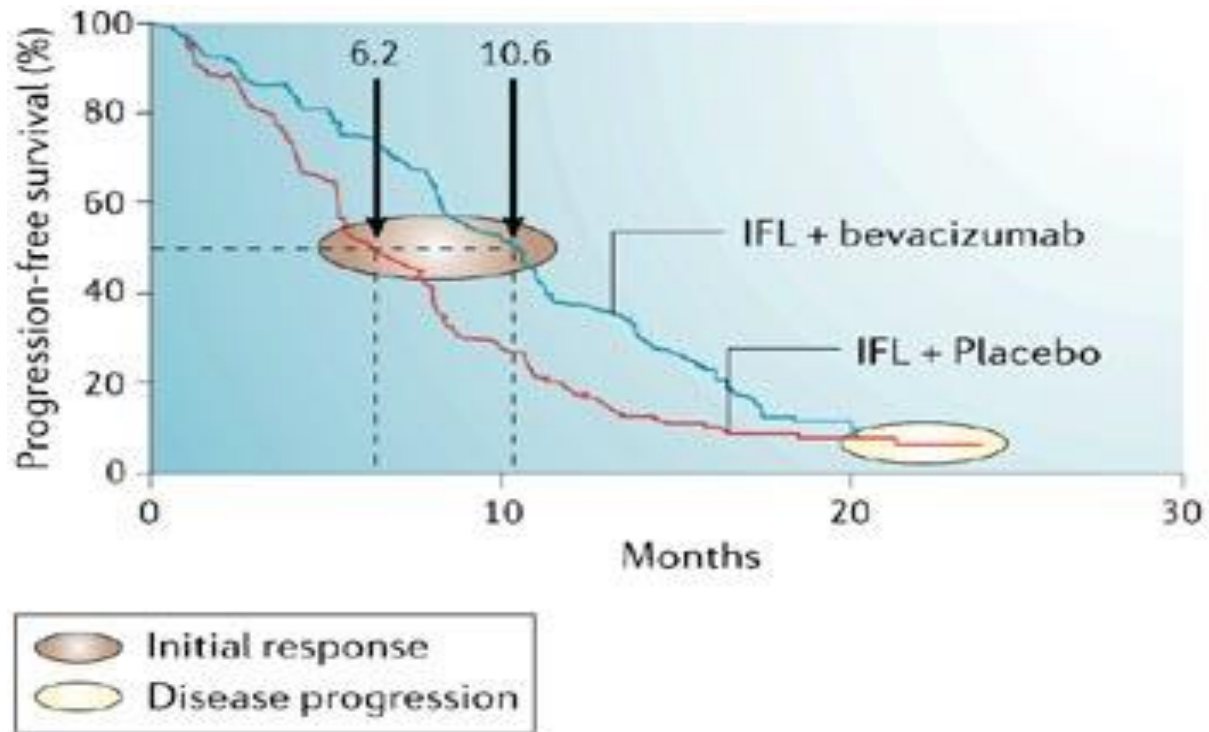 Progression-free survival (%)
100
80
60
40
20
0
6.2 10.6
IFL + bevacizumab
IFL + Placebo
0 10 20 30
Months
Initial response
Disease progression